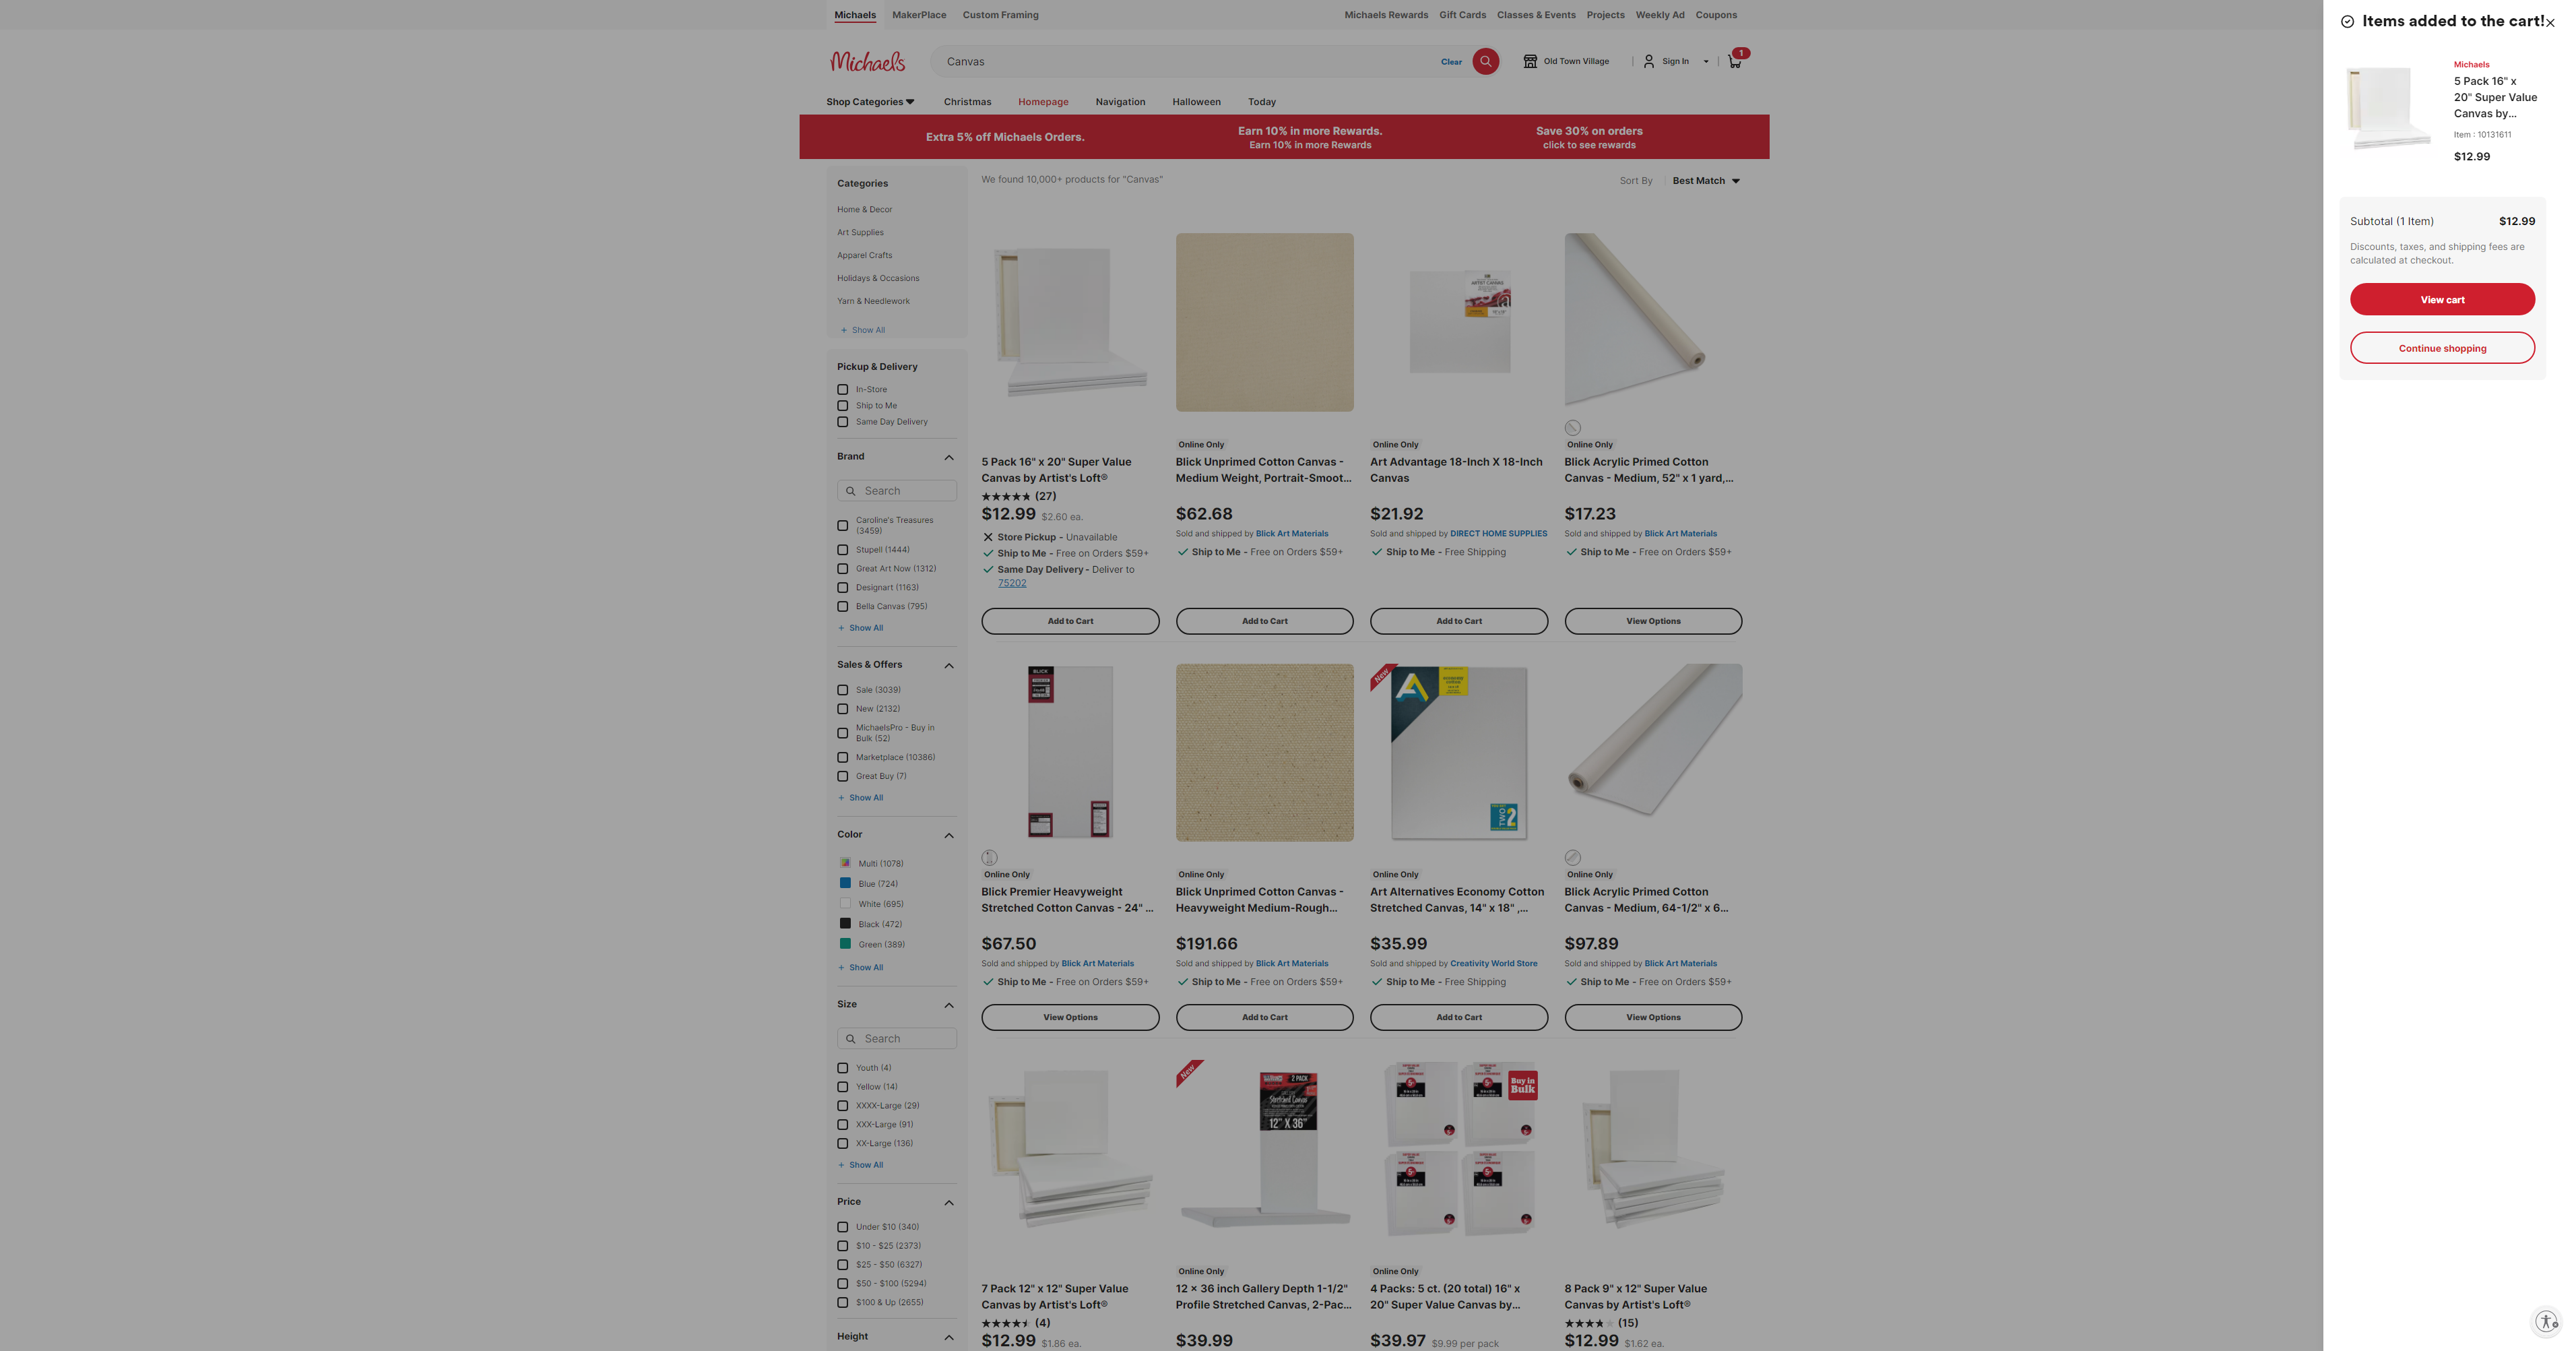 Michaels
MakerPlace
Custom Framing
Michaels Rewards
Gift Cards
Classes & Events
Projects
Weekly Ad
Coupons
Michaels
Canvas
Clear
Old Town Village
Sign In
1
Shop Categories
Christmas
Homepage
Navigation
Halloween
Today
Extra 5% off Michaels Orders.
Earn 10% in more Rewards.
Earn 10% in more Rewards
Save 30% on orders
click to see rewards
Categories
Home & Decor
Art Supplies
Apparel Crafts
Holidays & Occasions
Yarn & Needlework
+ Show All
Pickup & Delivery
In-Store
Ship to Me
Same Day Delivery
Brand
Search
Caroline's Treasures
(3459)
Stupell (1444)
Great Art Now (1312)
Designart (1163)
Bella Canvas (795)
+ Show All
Sales & Offers
Sale (3039)
New (2132)
MichaelsPro - Buy in
Bulk (52)
Marketplace (10386)
Great Buy (7)
+ Show All
Color
Multi (1078)
Blue (724)
White (695)
Black (472)
Green (389)
+ Show All
Size
Search
Youth (4)
Yellow (14)
XXXX-Large (29)
XXX-Large (91)
XX-Large (136)
+ Show All
Price
Under $10 (340)
$10 - $25 (2373)
$25 - $50 (6327)
$50 - $100 (5294)
$100 & Up (2655)
Height
We found 10,000+ products for "Canvas"
Sort By
Best Match
5 Pack 16" x 20" Super Value
Canvas by Artist's Loft®
(27)
$12.99 $2.60 ea.
Store Pickup - Unavailable
Ship to Me - Free on Orders $59+
Same Day Delivery - Deliver to
75202
Add to Cart
Online Only
Blick Unprimed Cotton Canvas -
Medium Weight, Portrait-Smoot...
$62.68
Sold and shipped by Blick Art Materials
Ship to Me - Free on Orders $59+
Add to Cart
ARTIST CANVAS
Online Only
Art Advantage 18-Inch X 18-Inch
Canvas
$21.92
Sold and shipped by DIRECT HOME SUPPLIES
Ship to Me - Free Shipping
Add to Cart
Online Only
Blick Acrylic Primed Cotton
Canvas - Medium, 52" x 1 yard,...
$17.23
Sold and shipped by Blick Art Materials
Ship to Me - Free on Orders $59+
View Options
BLICK
Online Only
Blick Premier Heavyweight
Stretched Cotton Canvas - 24" ...
$67.50
Sold and shipped by Blick Art Materials
Ship to Me - Free on Orders $59+
View Options
Online Only
Blick Unprimed Cotton Canvas -
Heavyweight Medium-Rough...
$191.66
Sold and shipped by Blick Art Materials
Ship to Me - Free on Orders $59+
Add to Cart
New
TWO 2
Online Only
Art Alternatives Economy Cotton
Stretched Canvas, 14" x 18" ,...
$35.99
Sold and shipped by Creativity World Store
Ship to Me - Free Shipping
Add to Cart
Online Only
Blick Acrylic Primed Cotton
Canvas - Medium, 64-1/2" x 6...
$97.89
Sold and shipped by Blick Art Materials
Ship to Me - Free on Orders $59+
View Options
7 Pack 12" x 12" Super Value
Canvas by Artist's Loft®
(4)
$12.99 $1.86 ea.
New
2 PACK
Stretched Canvas
12" X 36"
Online Only
12 x 36 inch Gallery Depth 1-1/2"
Profile Stretched Canvas, 2-Pac...
$39.99
Buy in
Bulk
Online Only
4 Packs: 5 ct. (20 total) 16" x
20" Super Value Canvas by...
$39.97 $9.99 per pack
8 Pack 9" x 12" Super Value
Canvas by Artist's Loft®
(15)
$12.99 $1.62 ea.
Items added to the cart!
Michaels
5 Pack 16" x
20" Super Value
Canvas by...
Item : 10131611
$12.99
Subtotal (1 Item) $12.99
Discounts, taxes, and shipping fees are
calculated at checkout.
View cart
Continue shopping